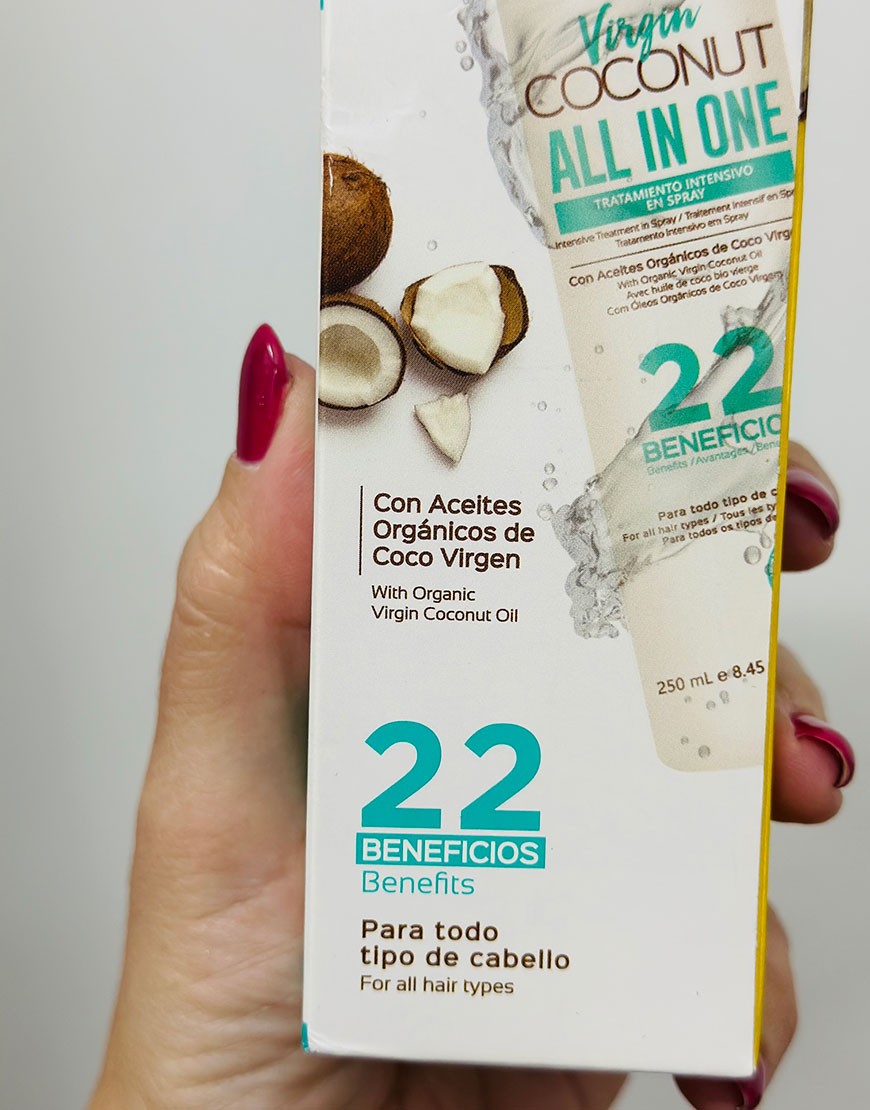 Virgin
COCONUT
ALL IN ONE
TRATAMIENTO INTENSIVO
EN SPRAY
Intensive Treatment in Spray / Traitement Intensif en
Tratamento Intensivo em Spray
Con Aceites Orgánicos de Coco
With Organic Virgin Coconut Oil
Avec huile de coco bio vierge
Com Óleos Orgânicos de Coco
22
BENEFICIO
Benefits / Avantages /
Para todo tipo de
For all hair types / Tous les
Para todos os tipos de
250 mL e 8.45
Con Aceites
Orgánicos de
Coco Virgen
With Organic
Virgin Coconut Oil
22
BENEFICIOS
Benefits
Para todo
tipo de cabello
For all hair types